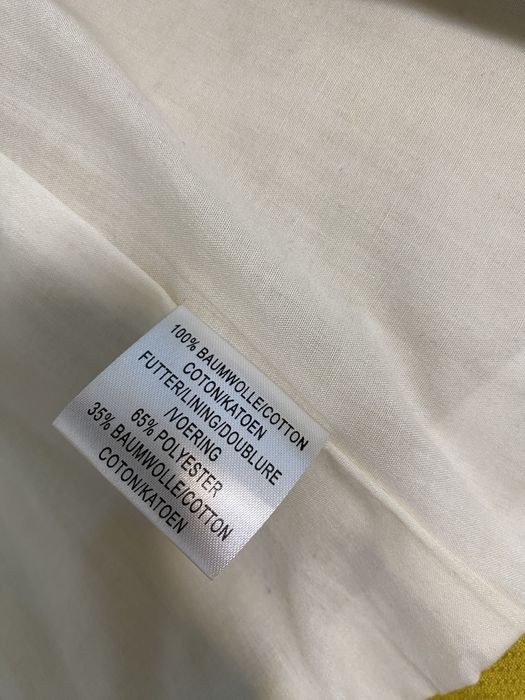 100% BAUMWOLLE/COTTON
COTON/KATOEN
FUTTER/LINING/DOUBLURE
/VOERING
65% POLYESTER
35% BAUMWOLLE/COTTON
COTON/KATOEN